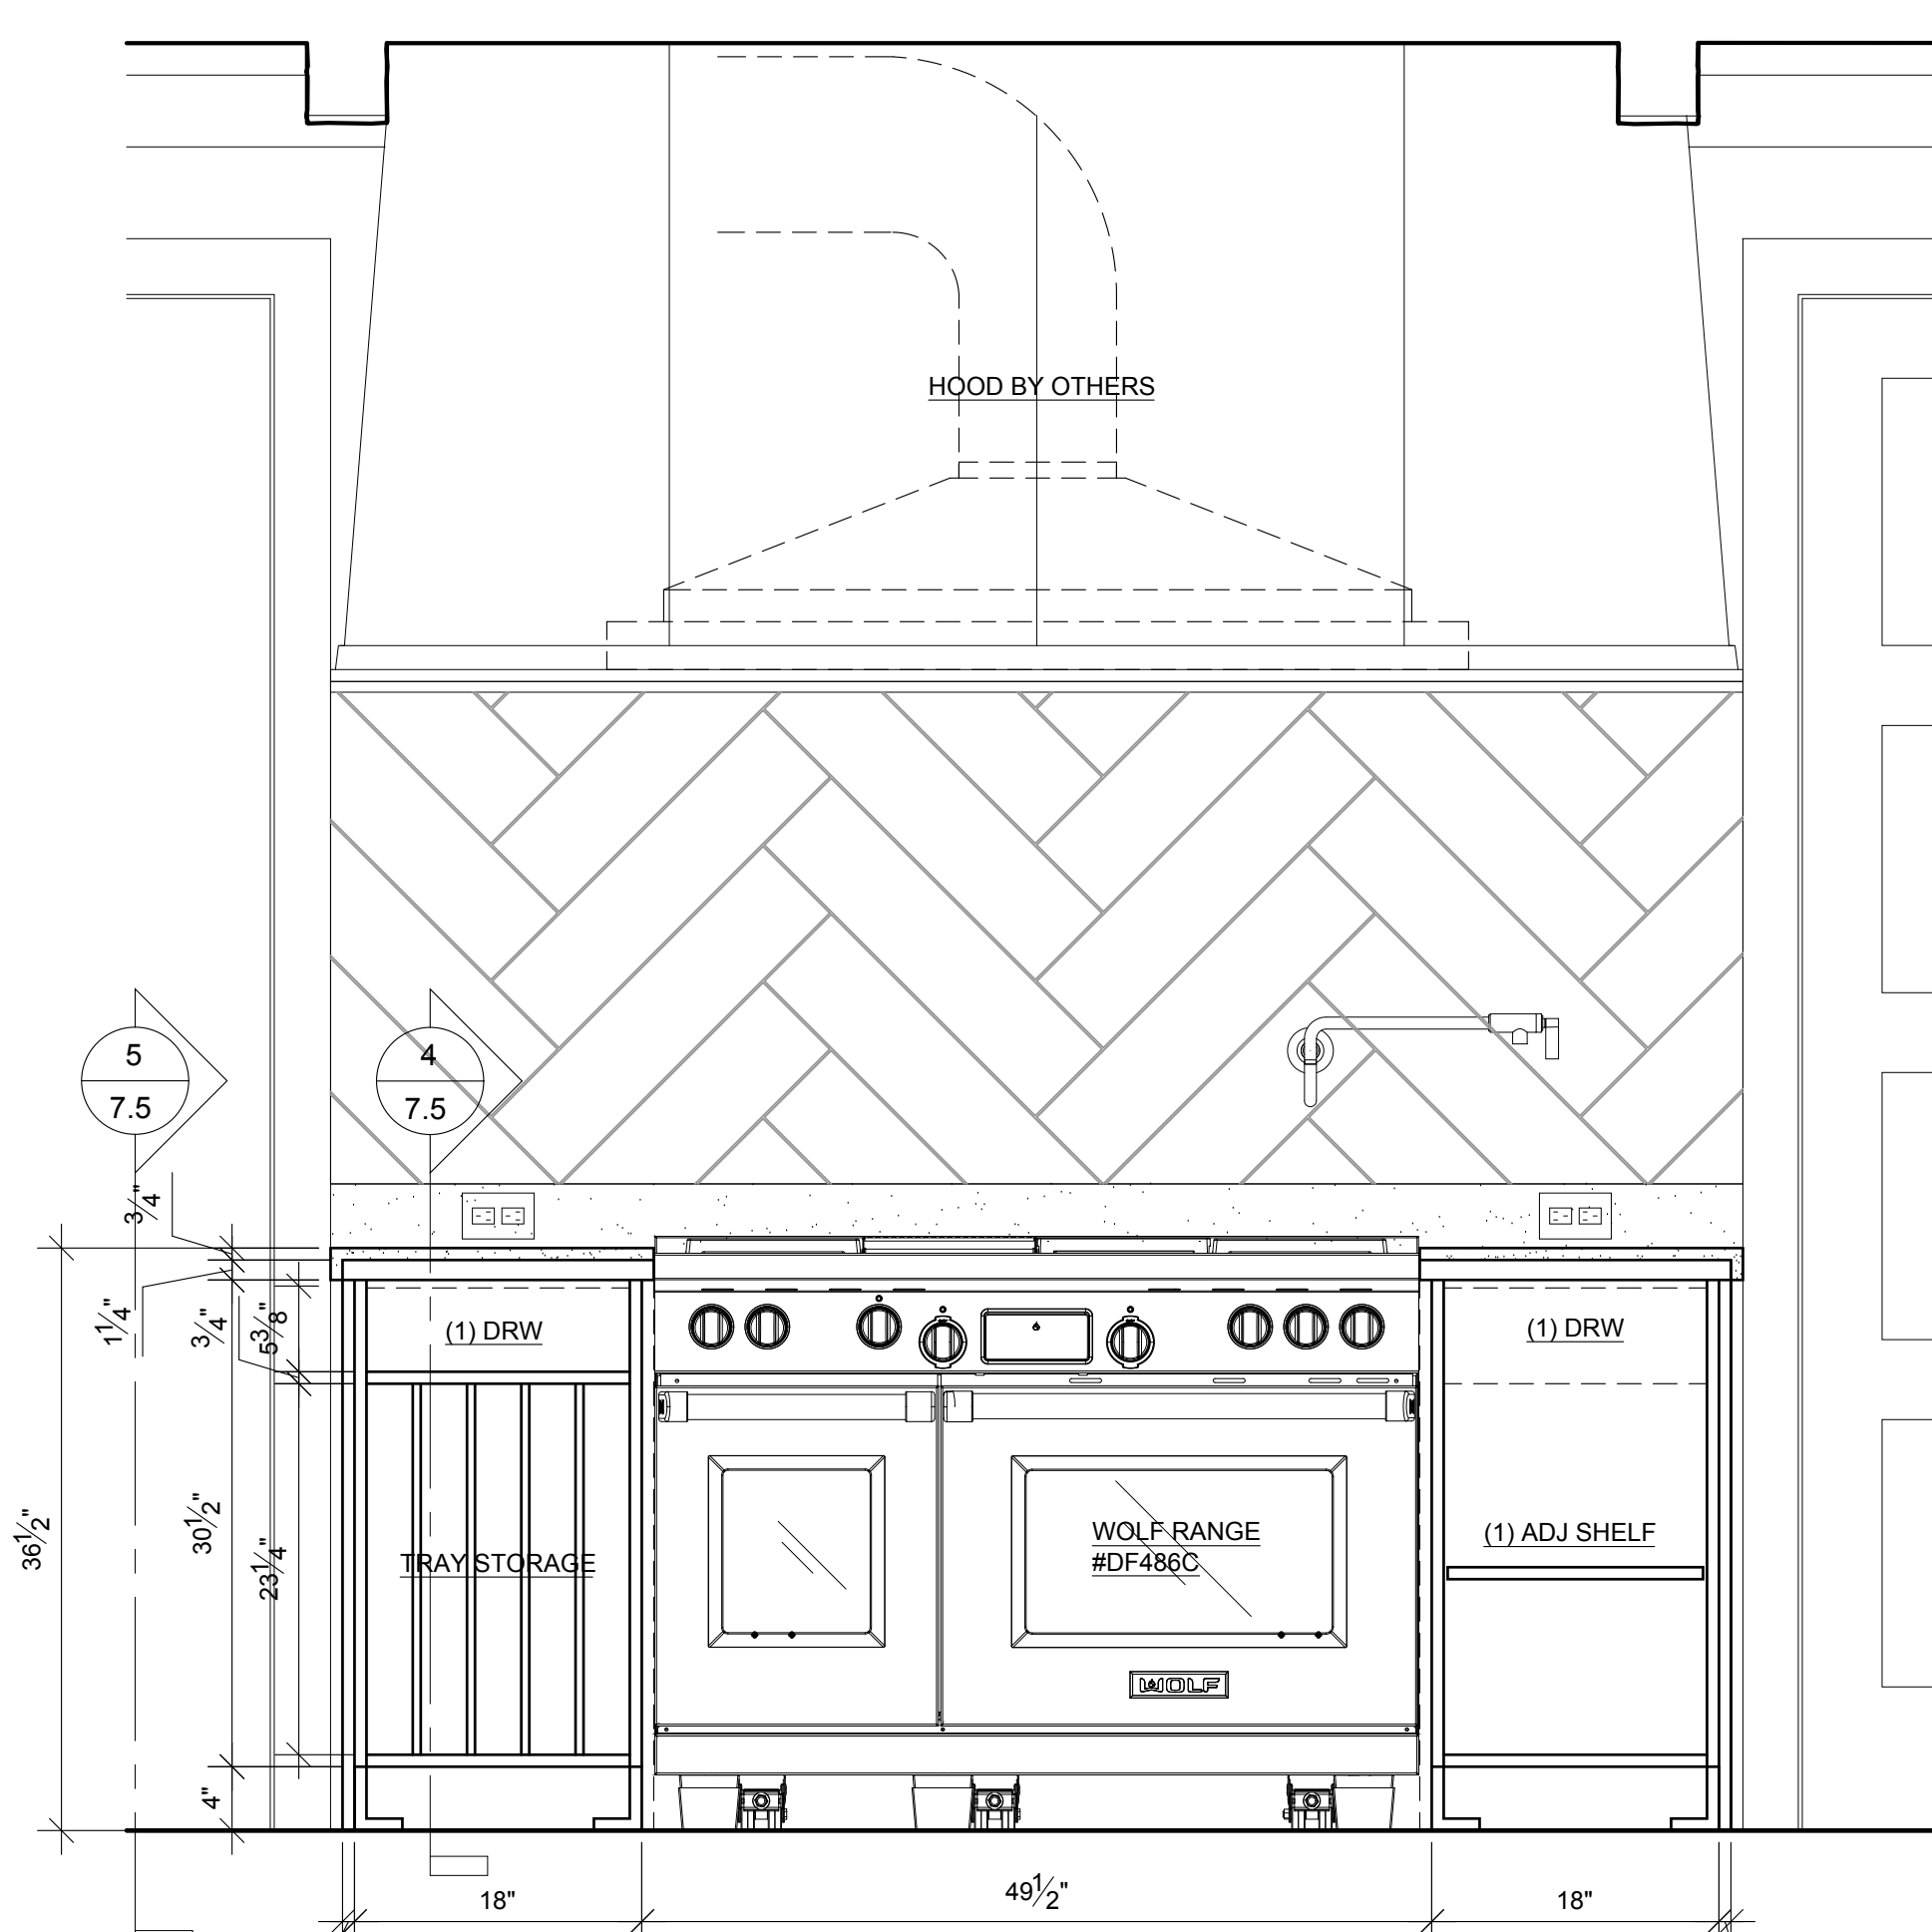 HOOD BY OTHERS
5
7.5
4
7.5
3/4"
1 1/4"
3/4"
5 3/8"
(1) DRW
(1) DRW
36 1/2"
30 1/2"
23 1/4"
TRAY STORAGE
WOLF RANGE
#DF486C
(1) ADJ SHELF
WOLF
4"
18"
49 1/2"
18"